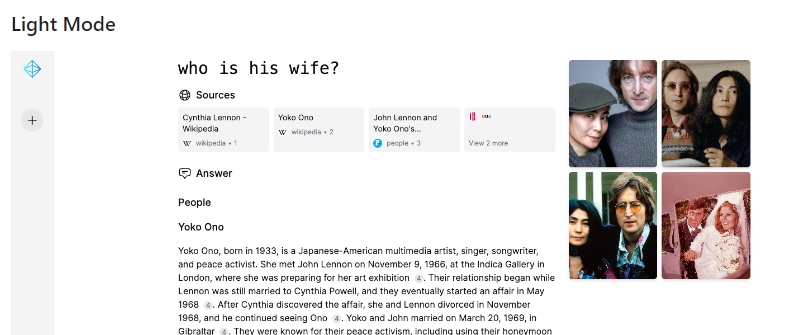 Light Mode
who is his wife?
Sources
Cynthia Lennon -
Wikipedia
wikipedia • 1
Yoko Ono
wikipedia • 2
John Lennon and
Yoko Ono's...
people • 3
View 2 more
Answer
People
Yoko Ono
Yoko Ono, born in 1933, is a Japanese-American multimedia artist, singer, songwriter,
and peace activist. She met John Lennon on November 9, 1966, at the Indica Gallery in
London, where she was preparing for her art exhibition 4. Their relationship began while
Lennon was still married to Cynthia Powell, and they eventually started an affair in May
1968 4. After Cynthia discovered the affair, she and Lennon divorced in November
1968, and he continued seeing Ono 4. Yoko and John married on March 20, 1969, in
Gibraltar 4. They were known for their peace activism, including using their honeymoon